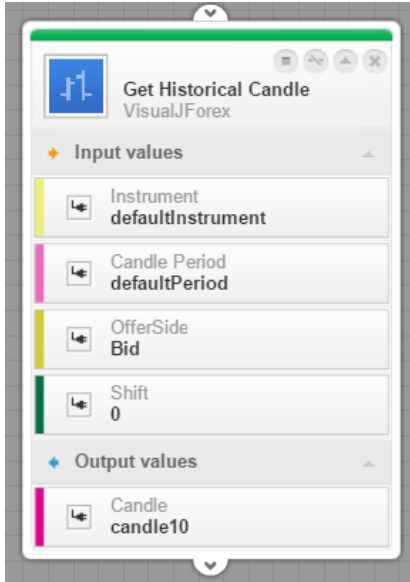 Get Historical Candle
VisualJForex
Input values
Instrument
defaultInstrument
Candle Period
defaultPeriod
OfferSide
Bid
Shift
0
Output values
Candle
candle10